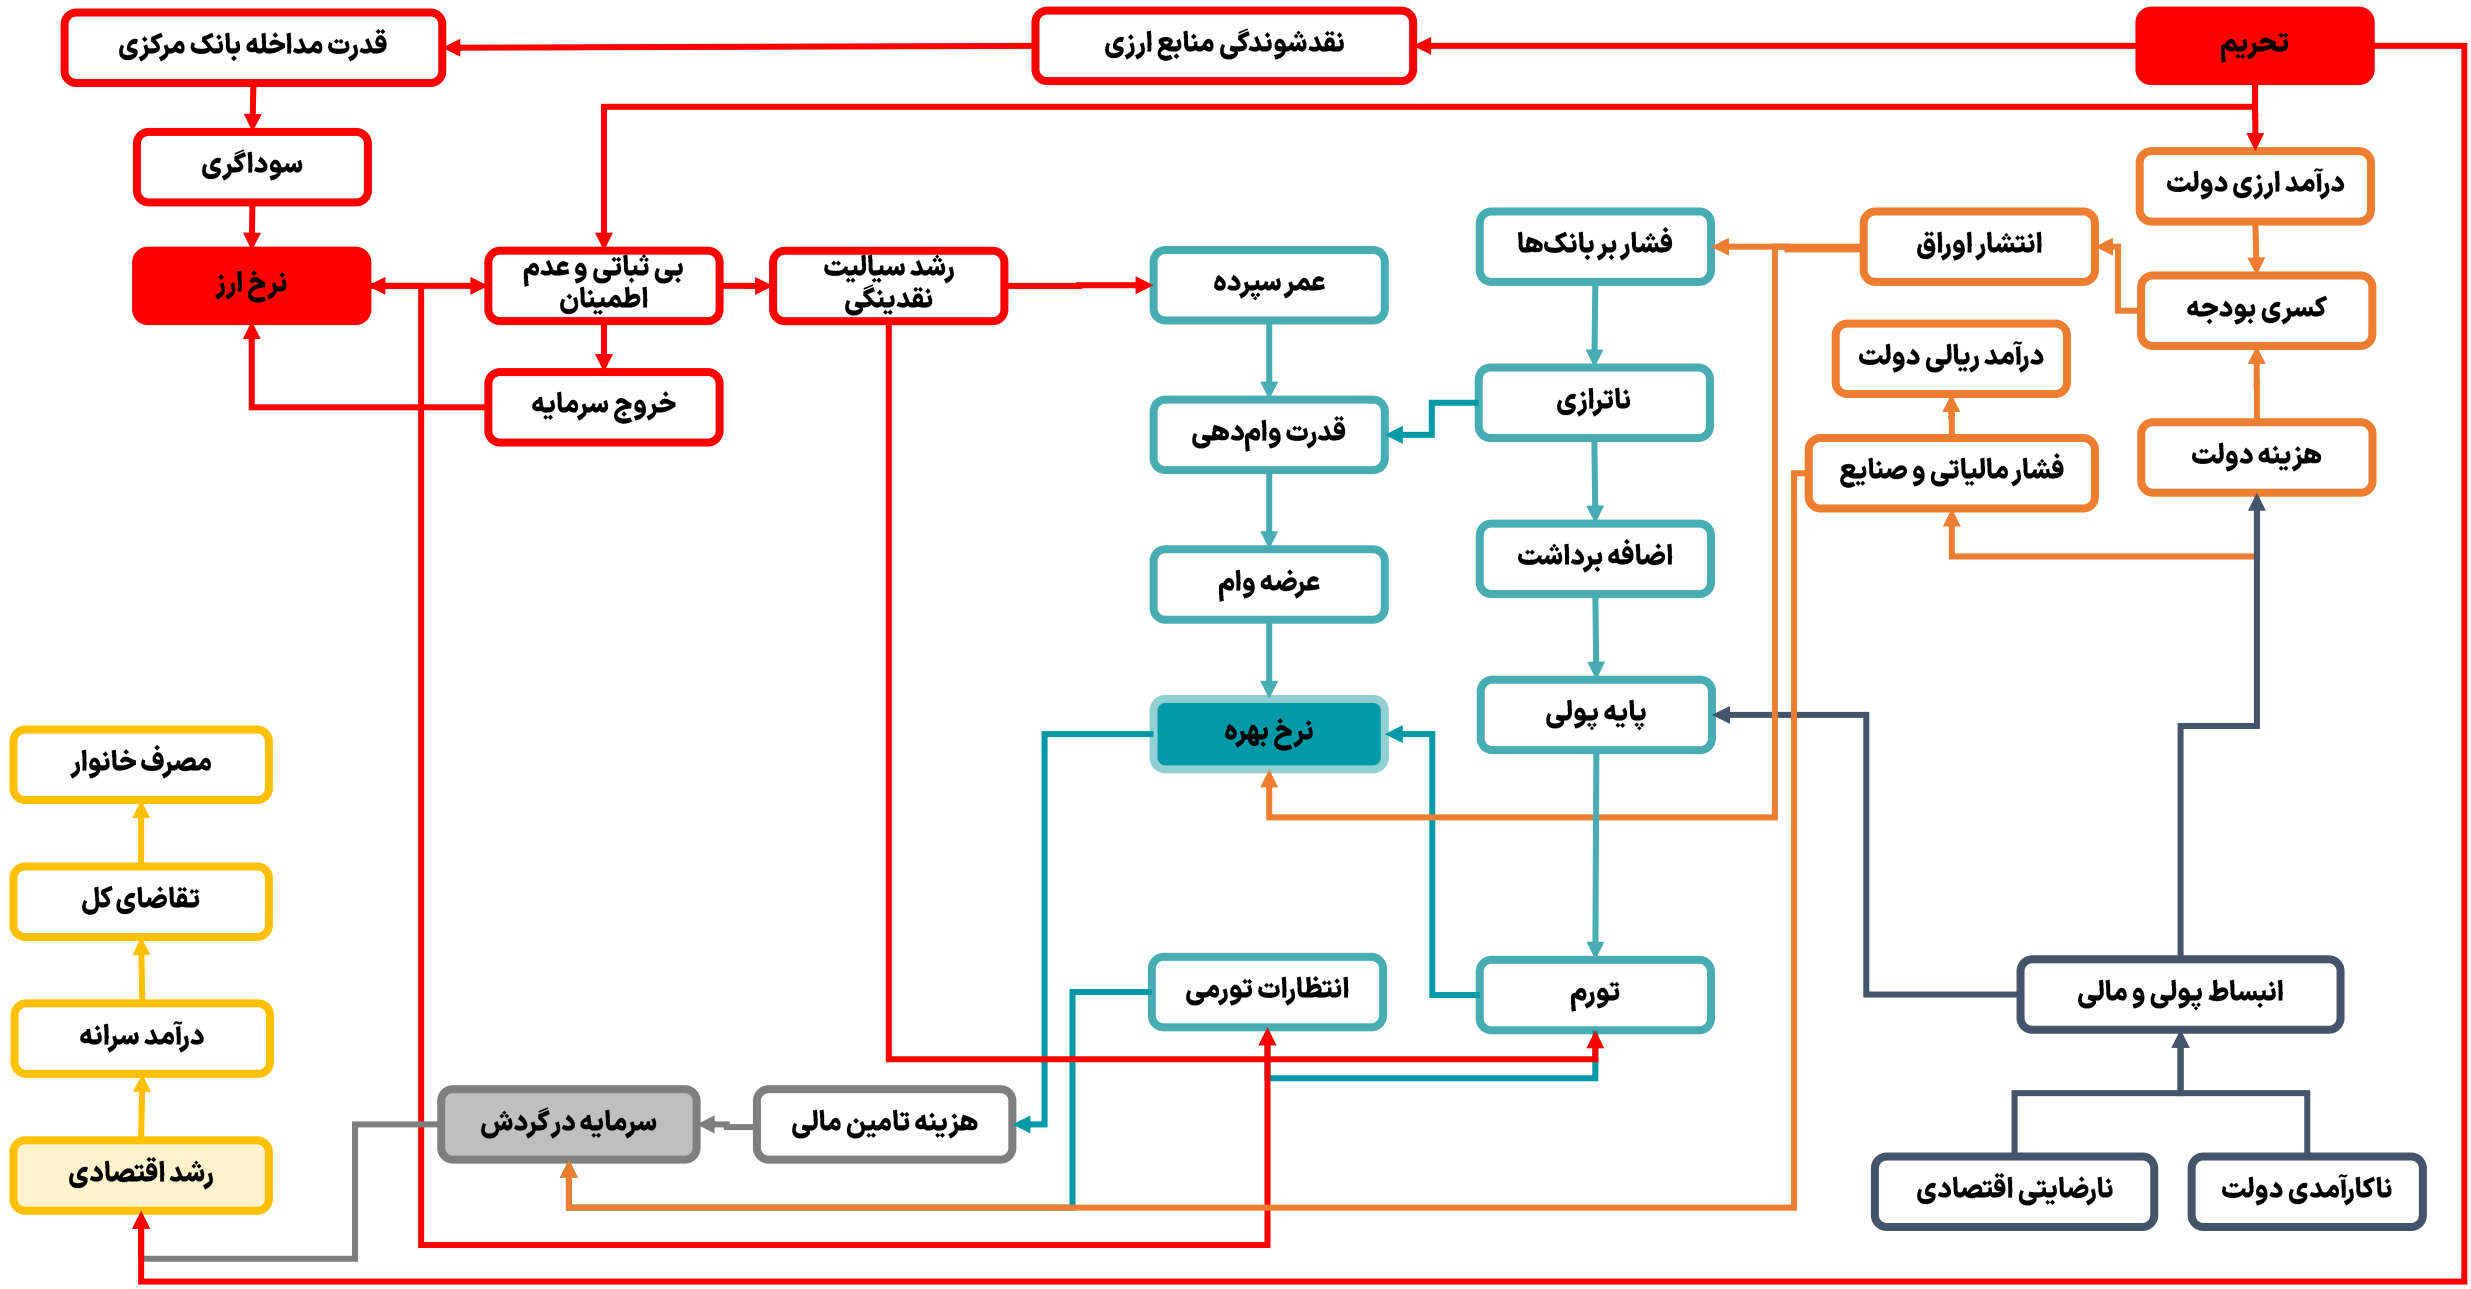 تحریم
نقدشوندگی منابع ارزی
قدرت مداخله بانک مرکزی
سوداگری
درآمد ارزی دولت
انتشار اوراق
فشار بر بانک‌ها
عمر سپرده
رشد سیالیت
نقدینگی
بی ثباتی و عدم
اطمینان
نرخ ارز
کسری بودجه
درآمد ریالی دولت
ناترازی
خروج سرمایه
قدرت وام‌دهی
هزینه دولت
فشار مالیاتی و صنایع
اضافه برداشت
عرضه وام
پایه پولی
نرخ بهره
مصرف خانوار
تقاضای کل
انبساط پولی و مالی
تورم
انتظارات تورمی
درآمد سرانه
هزینه تامین مالی
سرمایه در گردش
رشد اقتصادی
ناکارآمدی دولت
نارضایتی اقتصادی